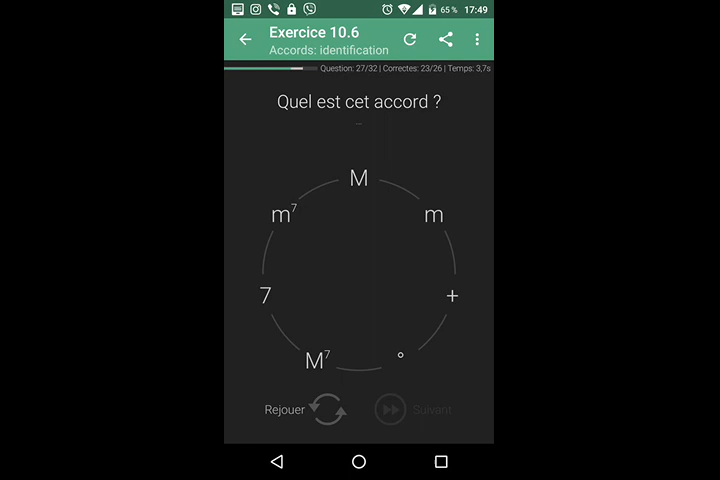 65 % 17:49
Exercice 10.6
Accords: identification
Question: 27/32 | Correctes: 23/26 | Temps: 3,7s
Quel est cet accord ?
M
m⁷ m
7 +
M⁷ °
Rejouer Suivant